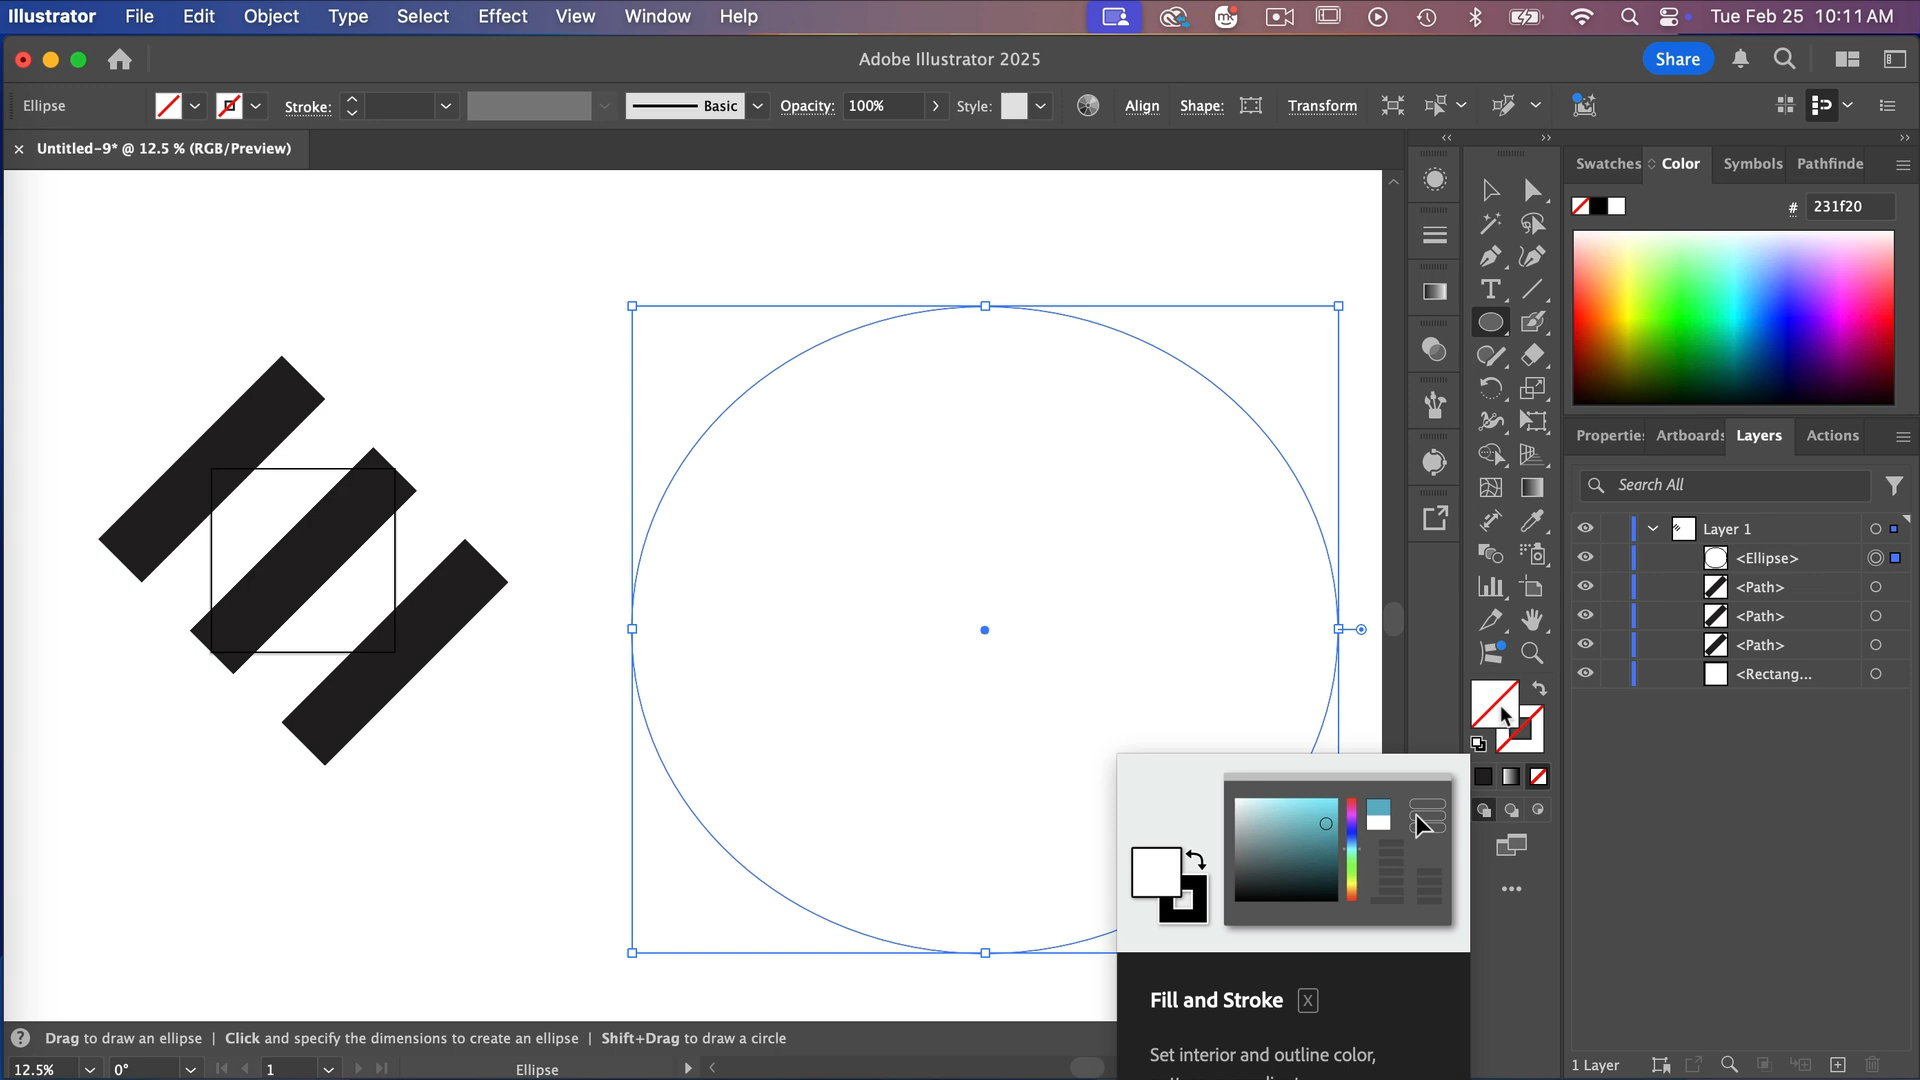 Illustrator File Edit Object Type Select Effect View Window Help Tue Feb 25 10:11 AM
Adobe Illustrator 2025 Share
Ellipse Stroke: Basic Opacity: 100% Style: Align Shape: Transform
× Untitled-9* @ 12.5 % (RGB/Preview)
Swatches Color Symbols Pathfinde
# 231f20
Propertie: Artboards Layers Actions
Search All
Layer 1
<Ellipse>
<Path>
<Path>
<Path>
<Rectang...
Fill and Stroke X
Set interior and outline color,
? Drag to draw an ellipse | Click and specify the dimensions to create an ellipse | Shift+Drag to draw a circle
12.5% 0° 1 Ellipse 1 Layer